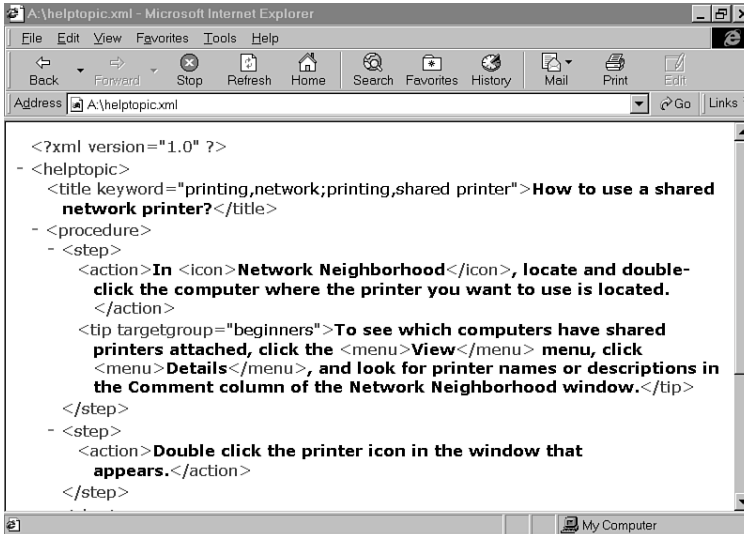 A:\helptopic.xml - Microsoft Internet Explorer
File Edit View Favorites Tools Help
Back Forward Stop Refresh Home Search Favorites History Mail Print Edit
Address A:\helptopic.xml Go Links
<?xml version="1.0" ?>
- <helptopic>
<title keyword="printing,network;printing,shared printer">How to use a shared
network printer?</title>
- <procedure>
- <step>
<action>In <icon>Network Neighborhood</icon>, locate and double-
click the computer where the printer you want to use is located.
</action>
<tip targetgroup="beginners">To see which computers have shared
printers attached, click the <menu>View</menu> menu, click
<menu>Details</menu>, and look for printer names or descriptions in
the Comment column of the Network Neighborhood window.</tip>
</step>
- <step>
<action>Double click the printer icon in the window that
appears.</action>
</step>
My Computer